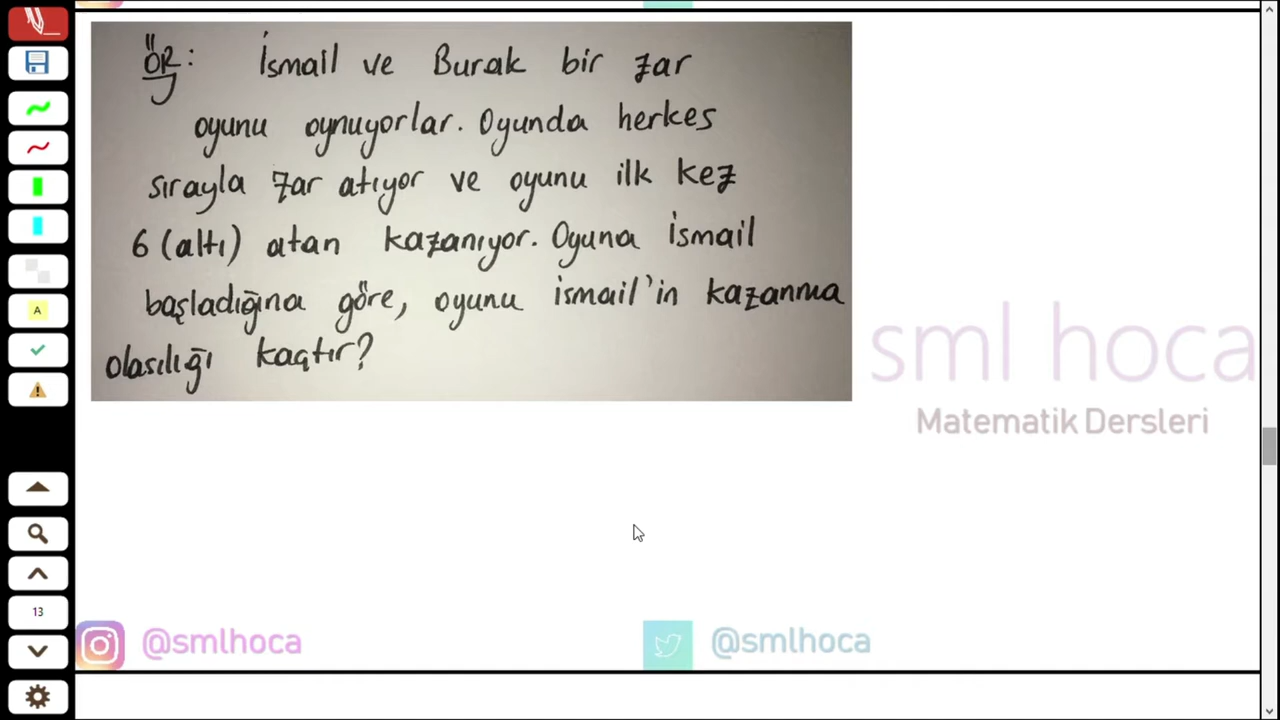 ÖR: İsmail ve Burak bir zar
oyunu oynuyorlar. Oyunda herkes
sırayla zar atıyor ve oyunu ilk kez
6 (altı) atan kazanıyor. Oyuna İsmail
başladığına göre, oyunu ismail'in kazanma
olasılığı kaçtır?
sml hoca
Matematik Dersleri
A
13
@smlhoca
@smlhoca